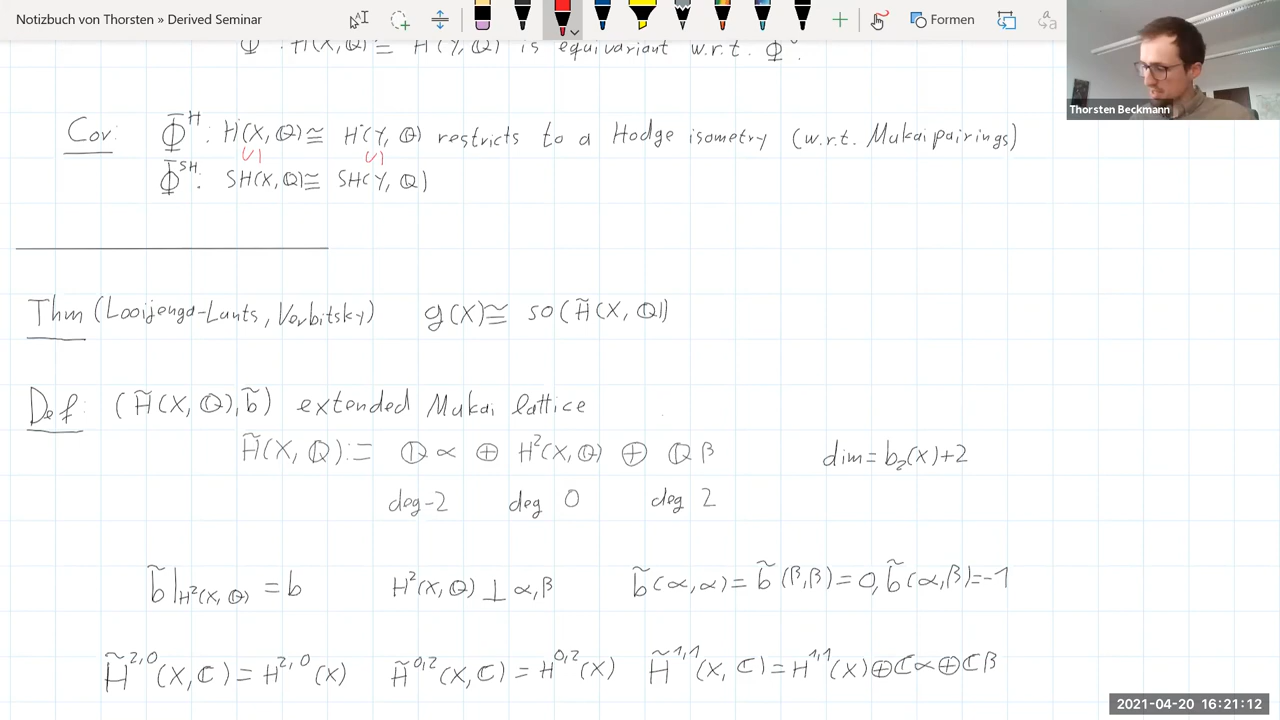 Notizbuch von Thorsten » Derived Seminar
Formen
Thorsten Beckmann
Φ^H : H(X,ℚ) ≅ H(Y,ℚ) is equivariant w.r.t. Φ^g.
Cor: Φ^H : H(X,ℚ) ≅ H(Y,ℚ) restricts to a Hodge isometry (w.r.t. Mukai pairings)
∪| ∪|
Φ^SH : SH(X,ℚ) ≅ SH(Y,ℚ)
Thm (Looijenga-Lunts, Verbitsky) g(X) ≅ so(H̃(X,ℚ))
Def: (H̃(X,ℚ), b̃) extended Mukai lattice
H̃(X,ℚ) := ℚα ⊕ H²(X,ℚ) ⊕ ℚβ dim = b₂(X)+2
deg -2 deg 0 deg 2
b̃|_H²(X,ℚ) = b H²(X,ℚ) ⊥ α,β b̃(α,α) = b̃(β,β) = 0, b̃(α,β) = -1
H̃^2,0(X,ℂ) = H^2,0(X) H̃^0,2(X,ℂ) = H^0,2(X) H̃^1,1(X,ℂ) = H^1,1(X) ⊕ ℂα ⊕ ℂβ
2021-04-20 16:21:12